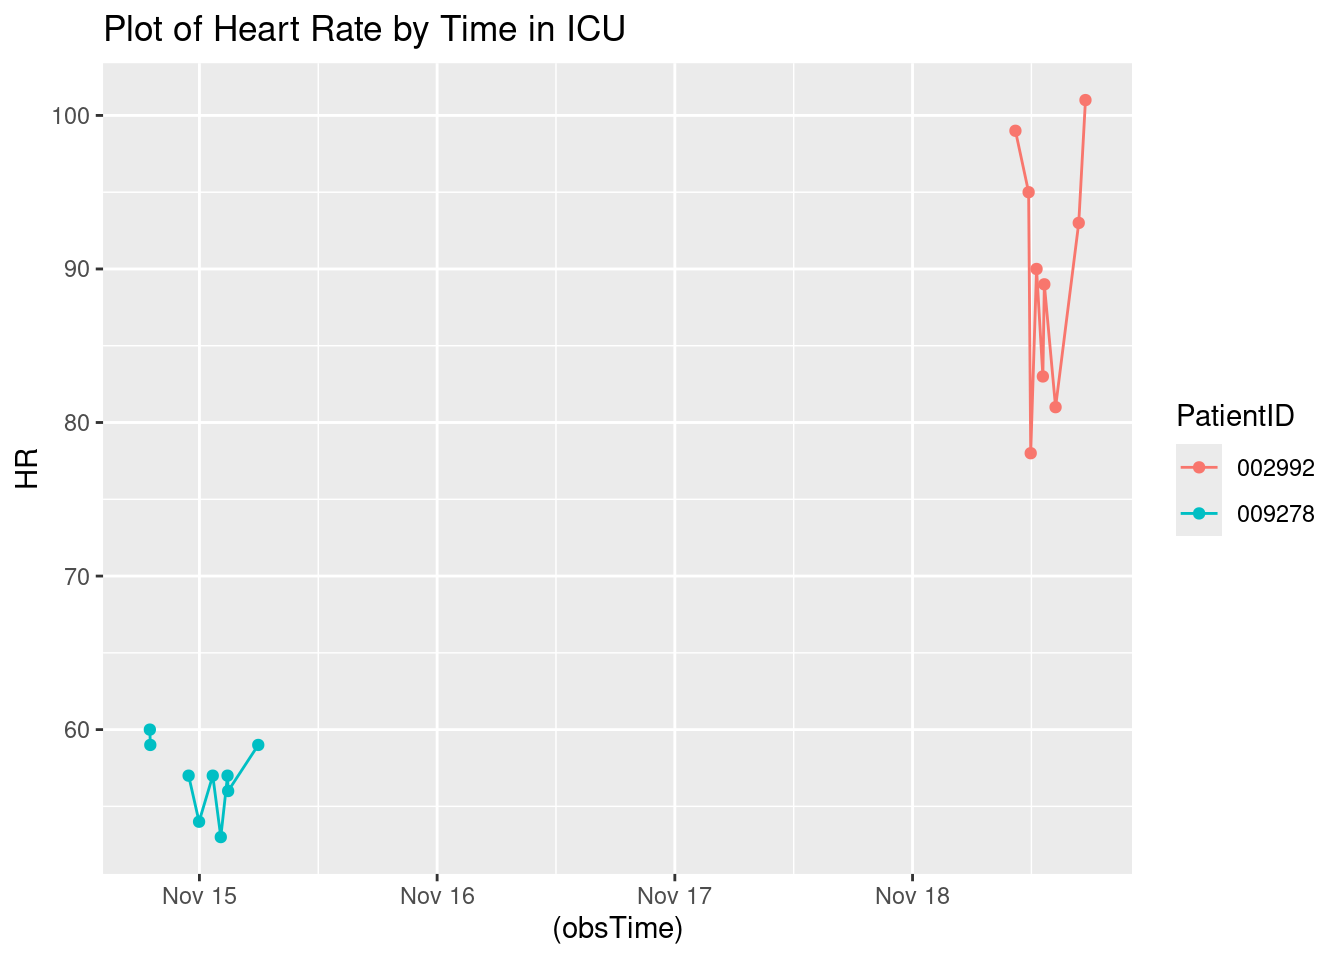 Plot of Heart Rate by Time in ICU
100
90
80
70
60
HR
Nov 15
Nov 16
Nov 17
Nov 18
(obsTime)
PatientID
002992
009278